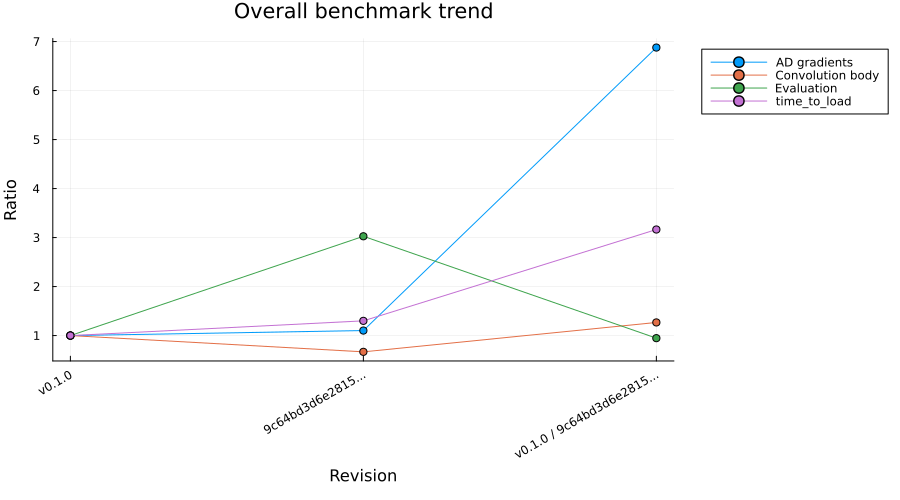 Overall benchmark trend
7
6
5
4
3
2
1
Ratio
AD gradients
Convolution body
Evaluation
time_to_load
v0.1.0
9c64bd3d6e2815...
v0.1.0 / 9c64bd3d6e2815...
Revision